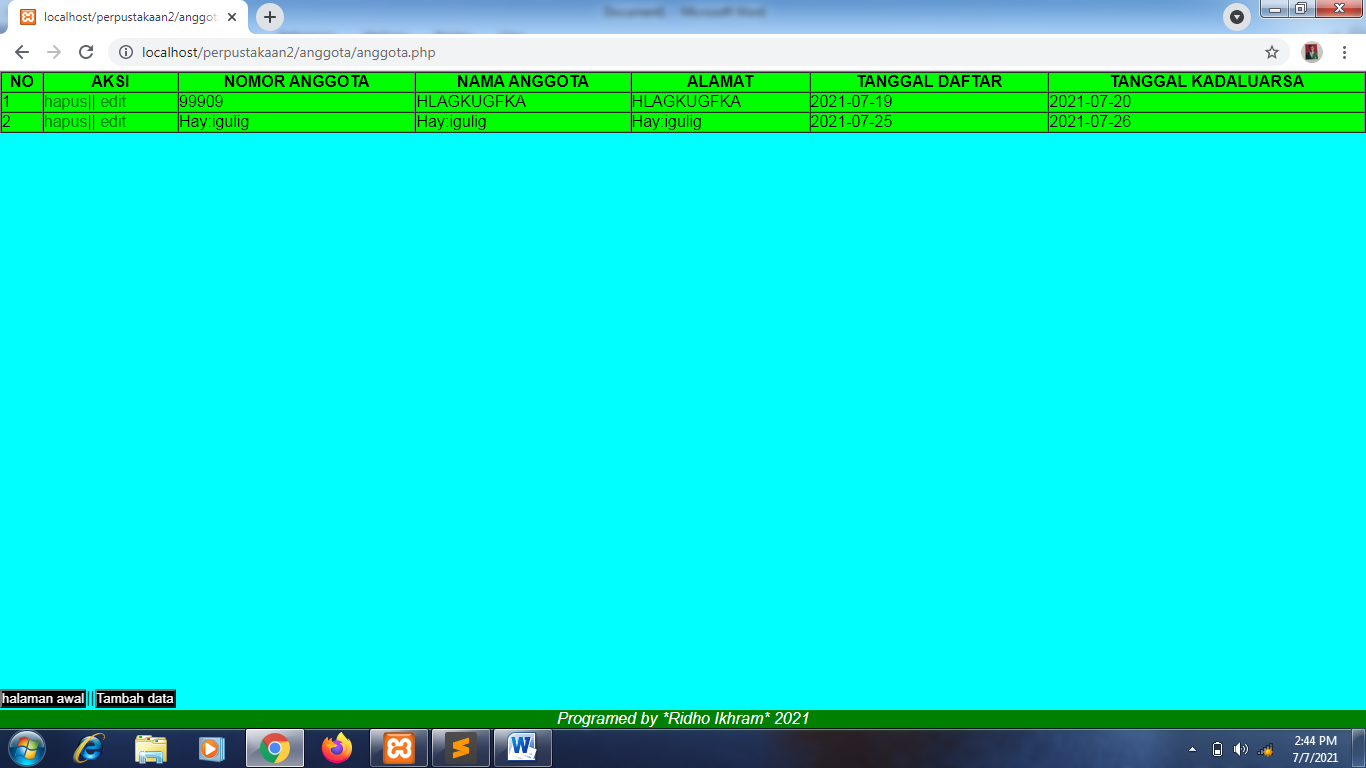 Document1 - Microsoft Word
localhost/perpustakaan2/anggot
localhost/perpustakaan2/anggota/anggota.php
NO AKSI NOMOR ANGGOTA NAMA ANGGOTA ALAMAT TANGGAL DAFTAR TANGGAL KADALUARSA
1 hapus|| edit 99909 HLAGKUGFKA HLAGKUGFKA 2021-07-19 2021-07-20
2 hapus|| edit Hay:igulig Hay:igulig Hay:igulig 2021-07-25 2021-07-26
halaman awal||Tambah data
Programed by *Ridho Ikhram* 2021
2:44 PM
7/7/2021